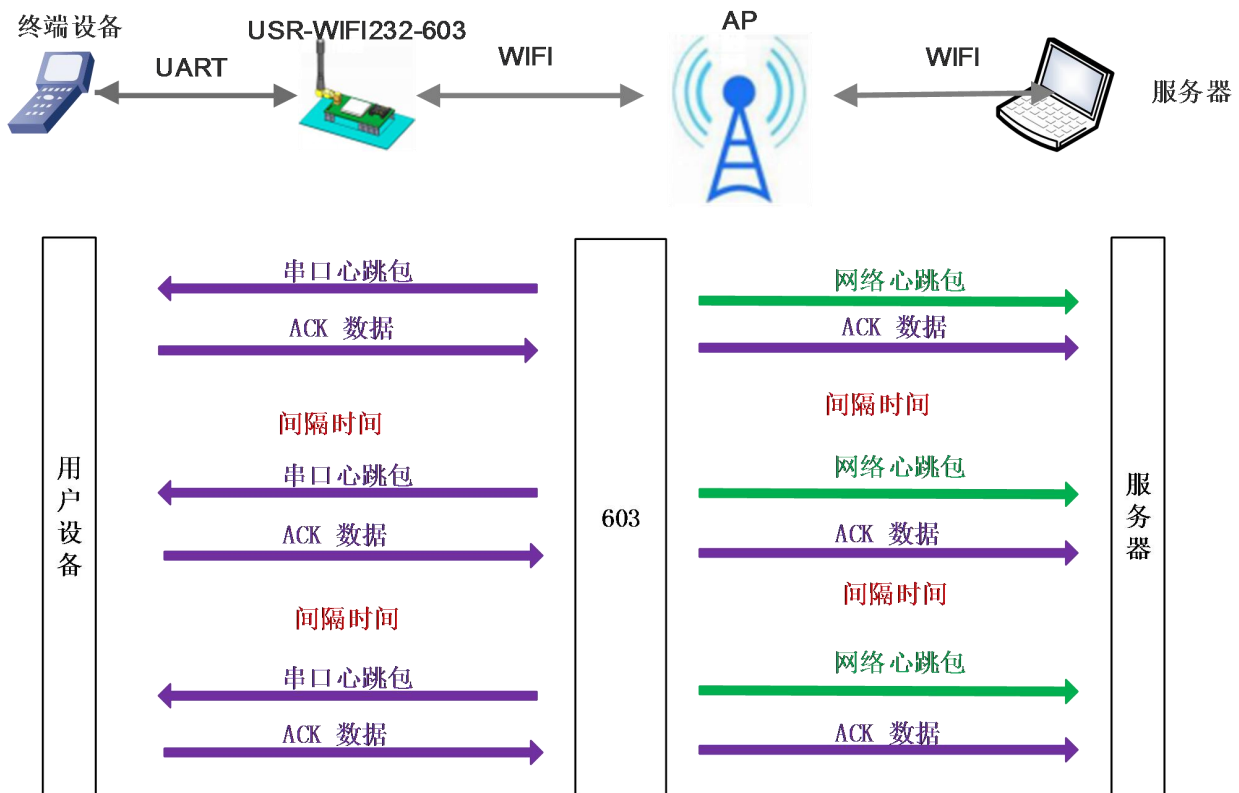 终端设备
USR-WIFI232-603
AP
UART
WIFI
WIFI
服务器
串口心跳包
网络心跳包
ACK 数据
ACK 数据
间隔时间
间隔时间
串口心跳包
网络心跳包
用户设备
603
服务器
ACK 数据
ACK 数据
间隔时间
间隔时间
串口心跳包
网络心跳包
ACK 数据
ACK 数据